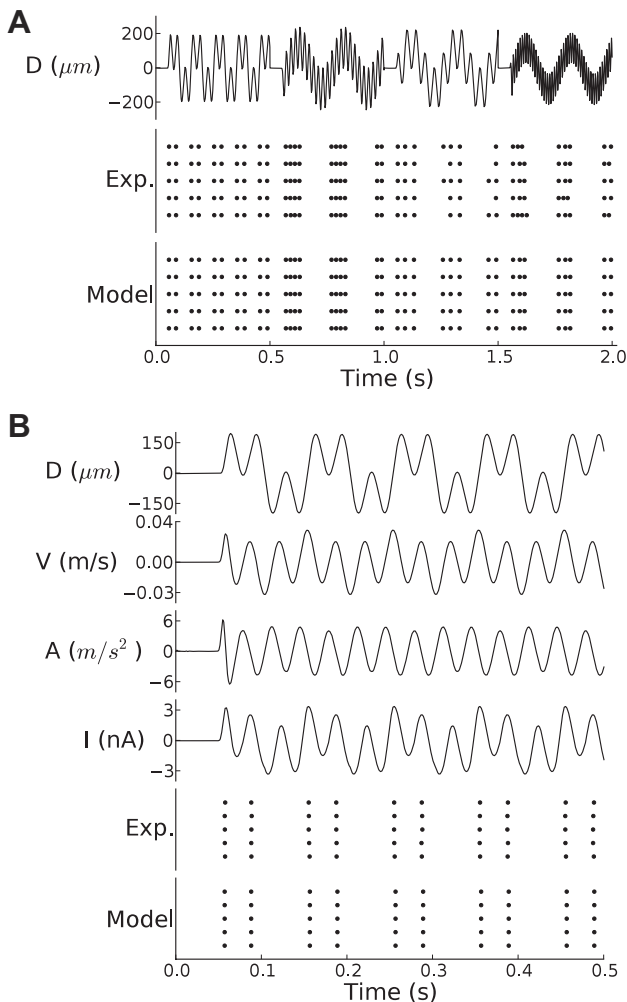 A
200
0
−200
D (μm)
Exp.
Model
0.0 0.5 1.0 1.5 2.0
Time (s)
B
150
0
−150
D (μm)
0.04
0.00
−0.03
V (m/s)
6
0
−6
A (m/s²)
3
0
−3
I (nA)
Exp.
Model
0.0 0.1 0.2 0.3 0.4 0.5
Time (s)